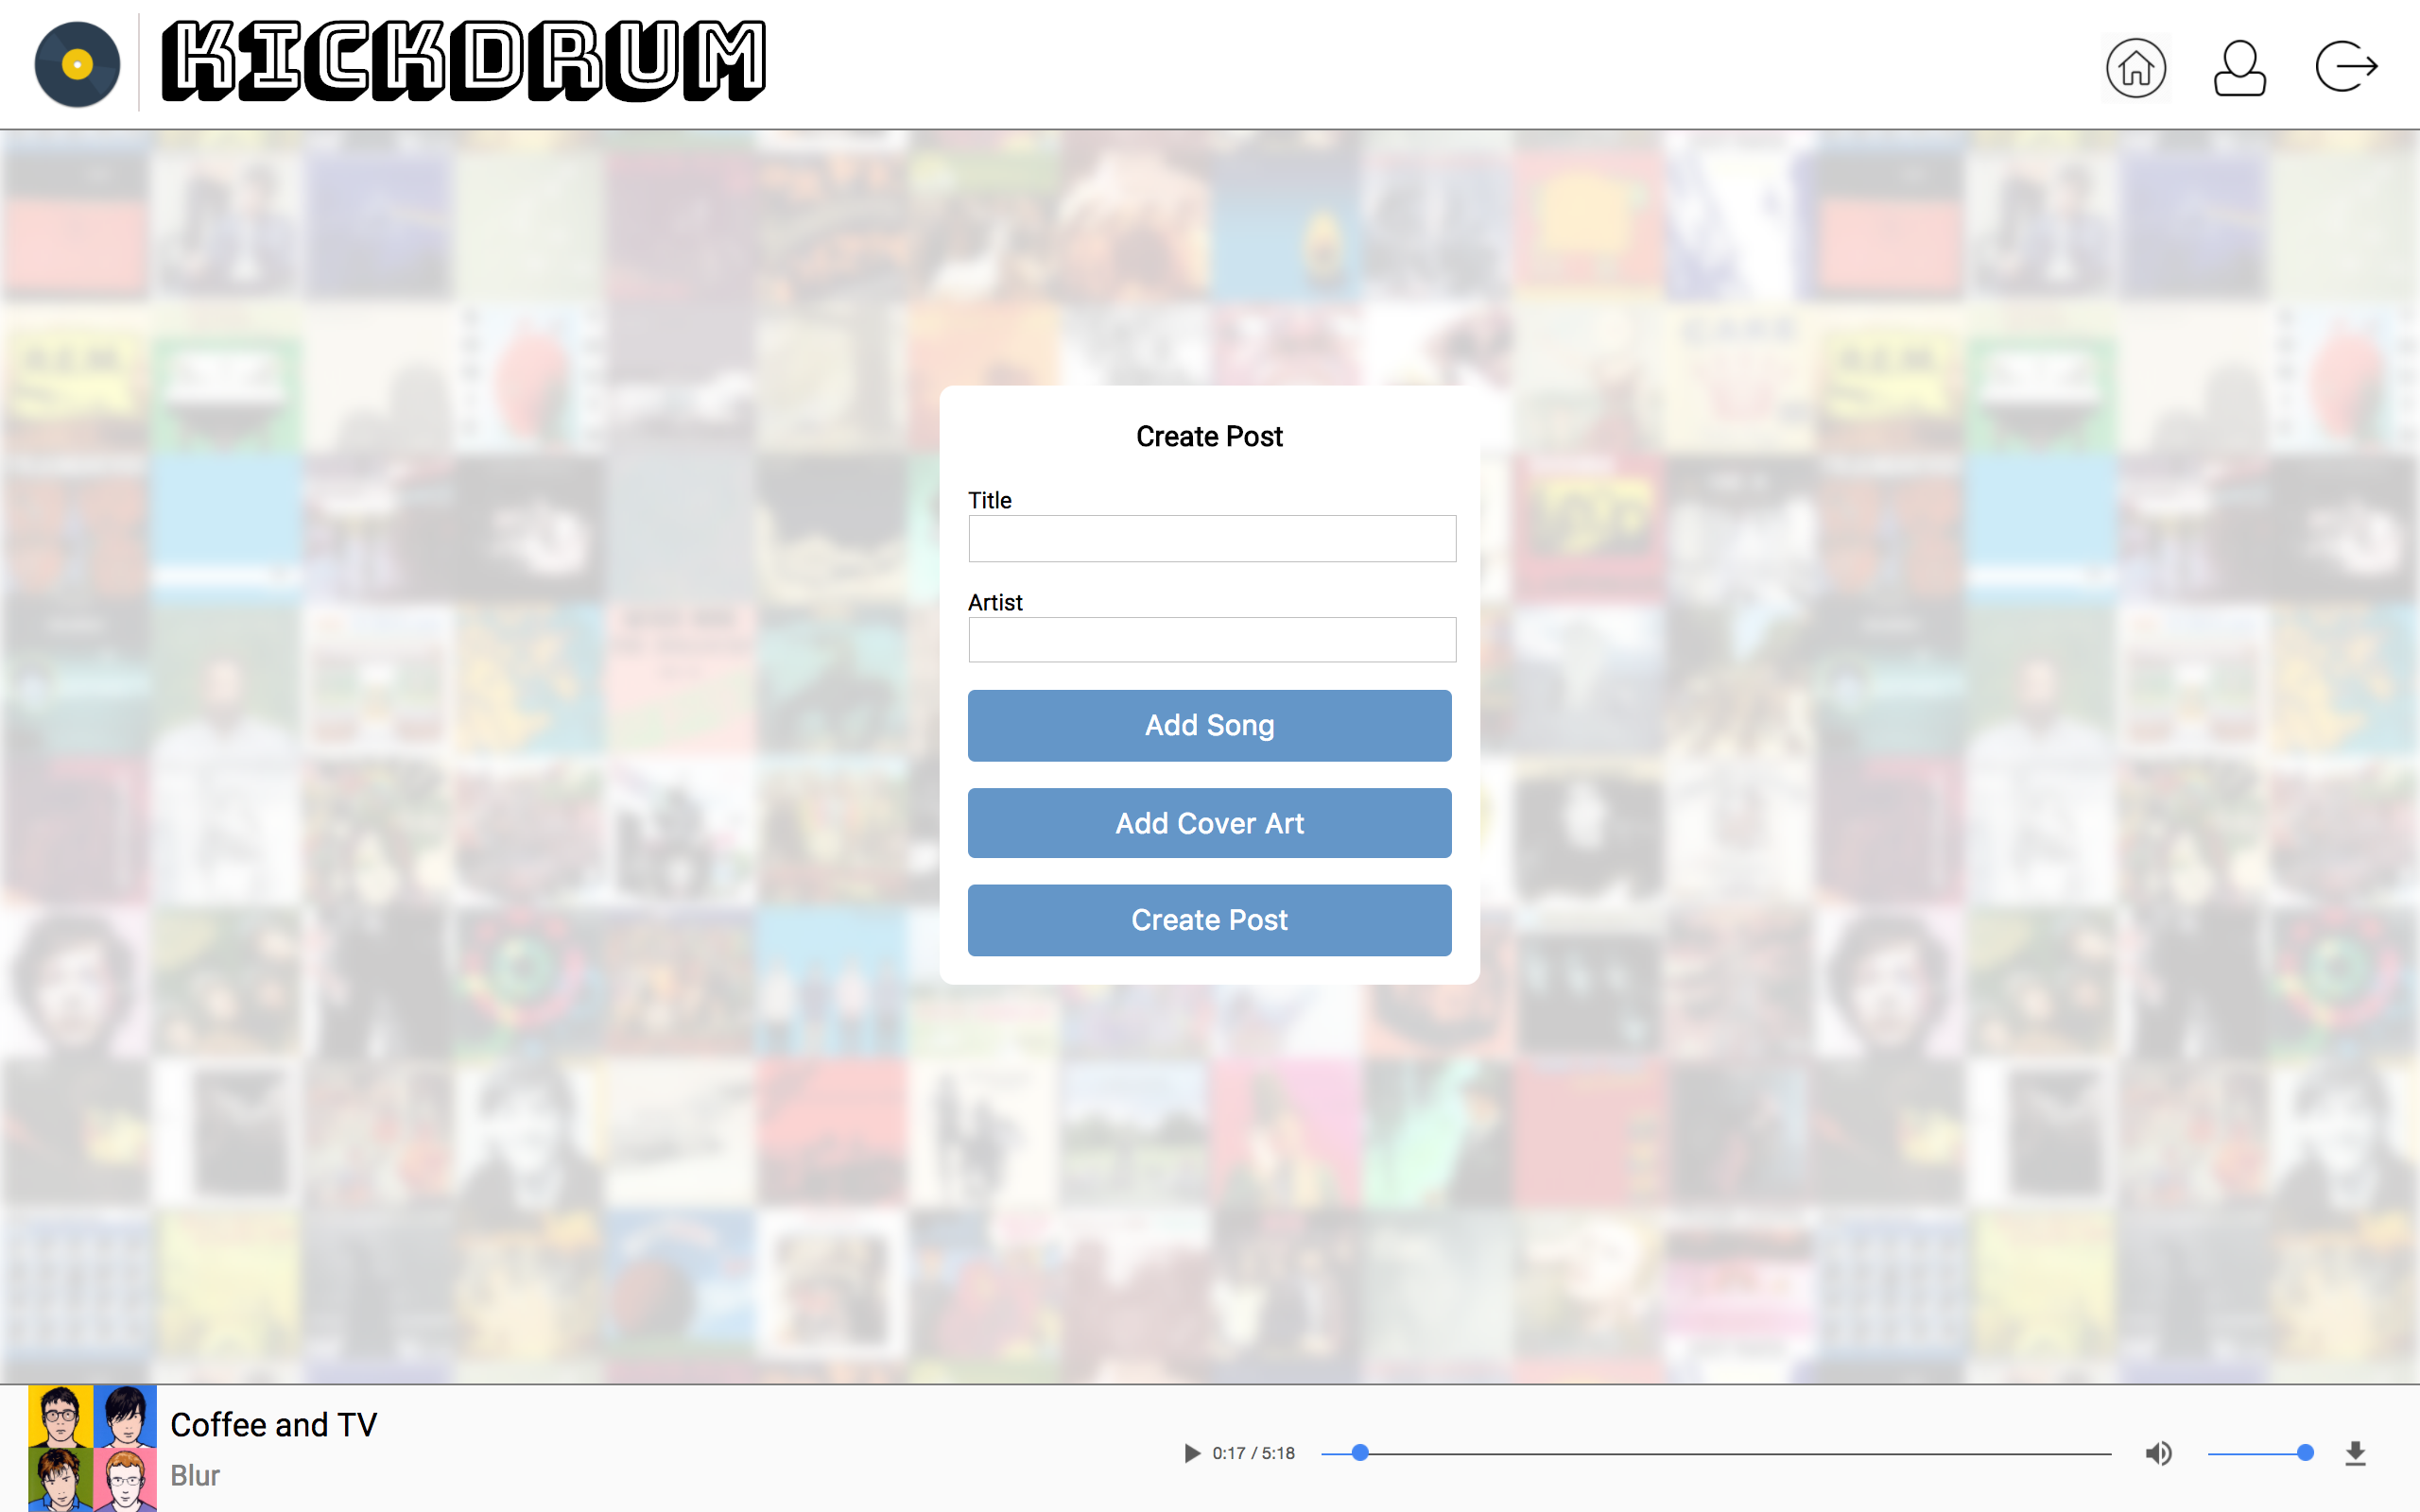 KICKDRUM
Create Post
Title
Artist
Add Song
Add Cover Art
Create Post
Coffee and TV
Blur
0:17 / 5:18